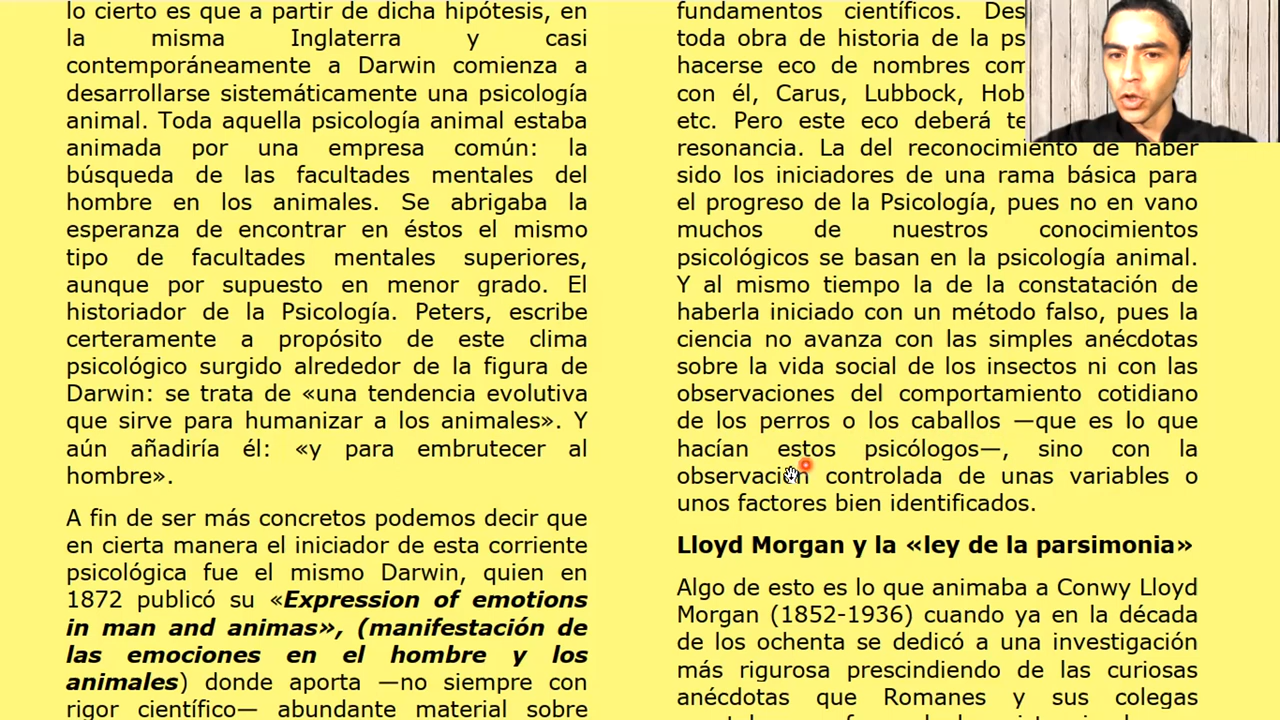 lo cierto es que a partir de dicha hipótesis, en
la misma Inglaterra y casi
contemporáneamente a Darwin comienza a
desarrollarse sistemáticamente una psicología
animal. Toda aquella psicología animal estaba
animada por una empresa común: la
búsqueda de las facultades mentales del
hombre en los animales. Se abrigaba la
esperanza de encontrar en éstos el mismo
tipo de facultades mentales superiores,
aunque por supuesto en menor grado. El
historiador de la Psicología. Peters, escribe
certeramente a propósito de este clima
psicológico surgido alrededor de la figura de
Darwin: se trata de «una tendencia evolutiva
que sirve para humanizar a los animales». Y
aún añadiría él: «y para embrutecer al
hombre».
A fin de ser más concretos podemos decir que
en cierta manera el iniciador de esta corriente
psicológica fue el mismo Darwin, quien en
1872 publicó su «Expression of emotions
in man and animas», (manifestación de
las emociones en el hombre y los
animales) donde aporta —no siempre con
rigor científico— abundante material sobre
fundamentos científicos. Des
toda obra de historia de la ps
hacerse eco de nombres com
con él, Carus, Lubbock, Hob
etc. Pero este eco deberá te
resonancia. La del reconocimiento de haber
sido los iniciadores de una rama básica para
el progreso de la Psicología, pues no en vano
muchos de nuestros conocimientos
psicológicos se basan en la psicología animal.
Y al mismo tiempo la de la constatación de
haberla iniciado con un método falso, pues la
ciencia no avanza con las simples anécdotas
sobre la vida social de los insectos ni con las
observaciones del comportamiento cotidiano
de los perros o los caballos —que es lo que
hacían estos psicólogos—, sino con la
observación controlada de unas variables o
unos factores bien identificados.
Lloyd Morgan y la «ley de la parsimonia»
Algo de esto es lo que animaba a Conwy Lloyd
Morgan (1852-1936) cuando ya en la década
de los ochenta se dedicó a una investigación
más rigurosa prescindiendo de las curiosas
anécdotas que Romanes y sus colegas